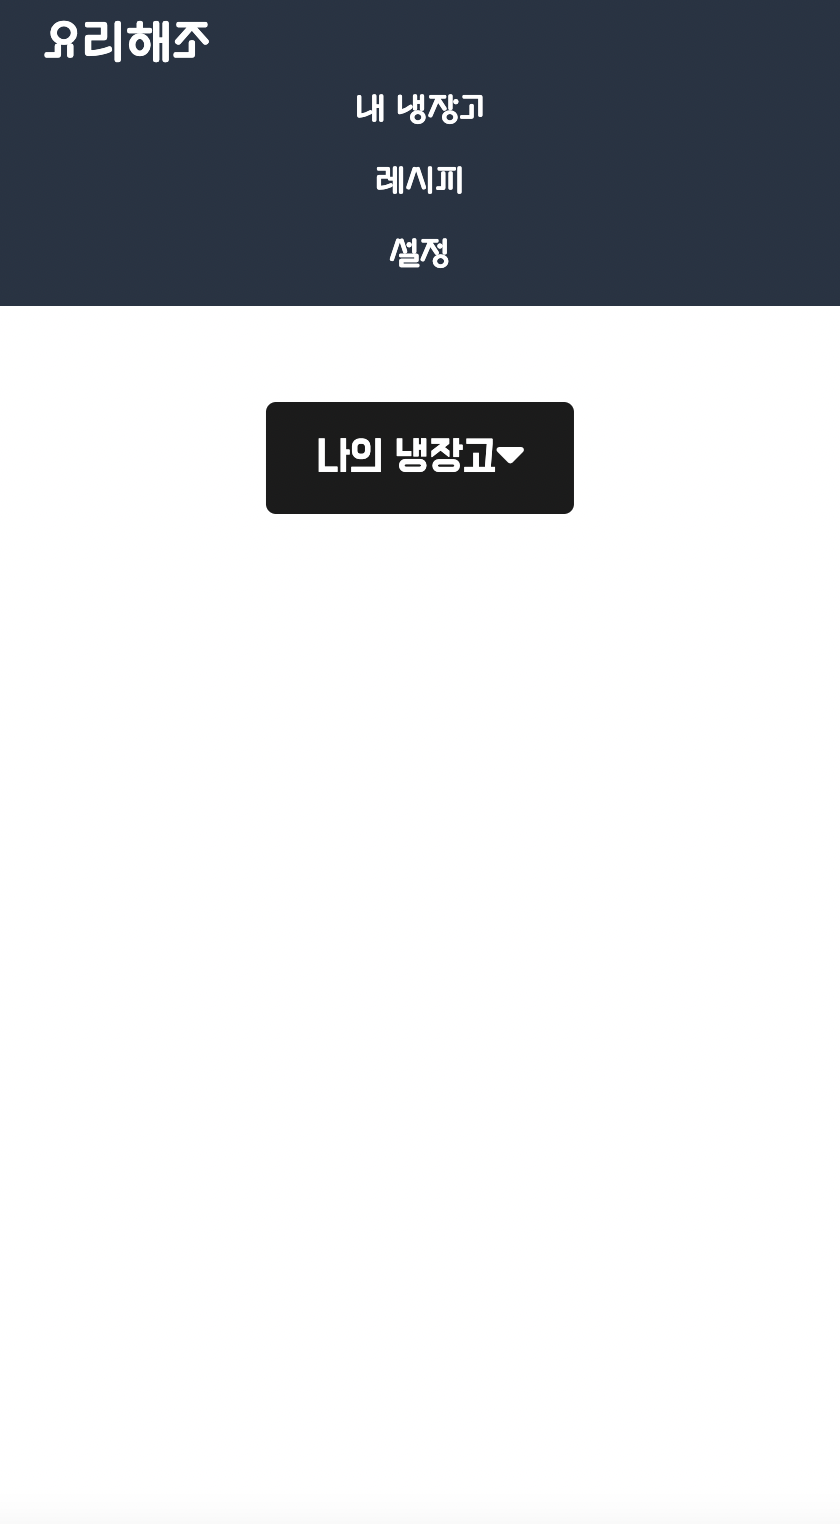 요리해조
내 냉장고
레시피
설정
나의 냉장고